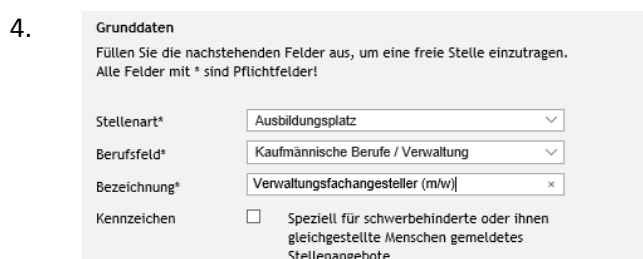 4.
Grunddaten
Füllen Sie die nachstehenden Felder aus, um eine freie Stelle einzutragen.
Alle Felder mit * sind Pflichtfelder!
Stellenart* Ausbildungsplatz
Berufsfeld* Kaufmännische Berufe / Verwaltung
Bezeichnung* Verwaltungsfachangesteller (m/w) ×
Kennzeichen Speziell für schwerbehinderte oder ihnen
gleichgestellte Menschen gemeldetes
Stellenangebote